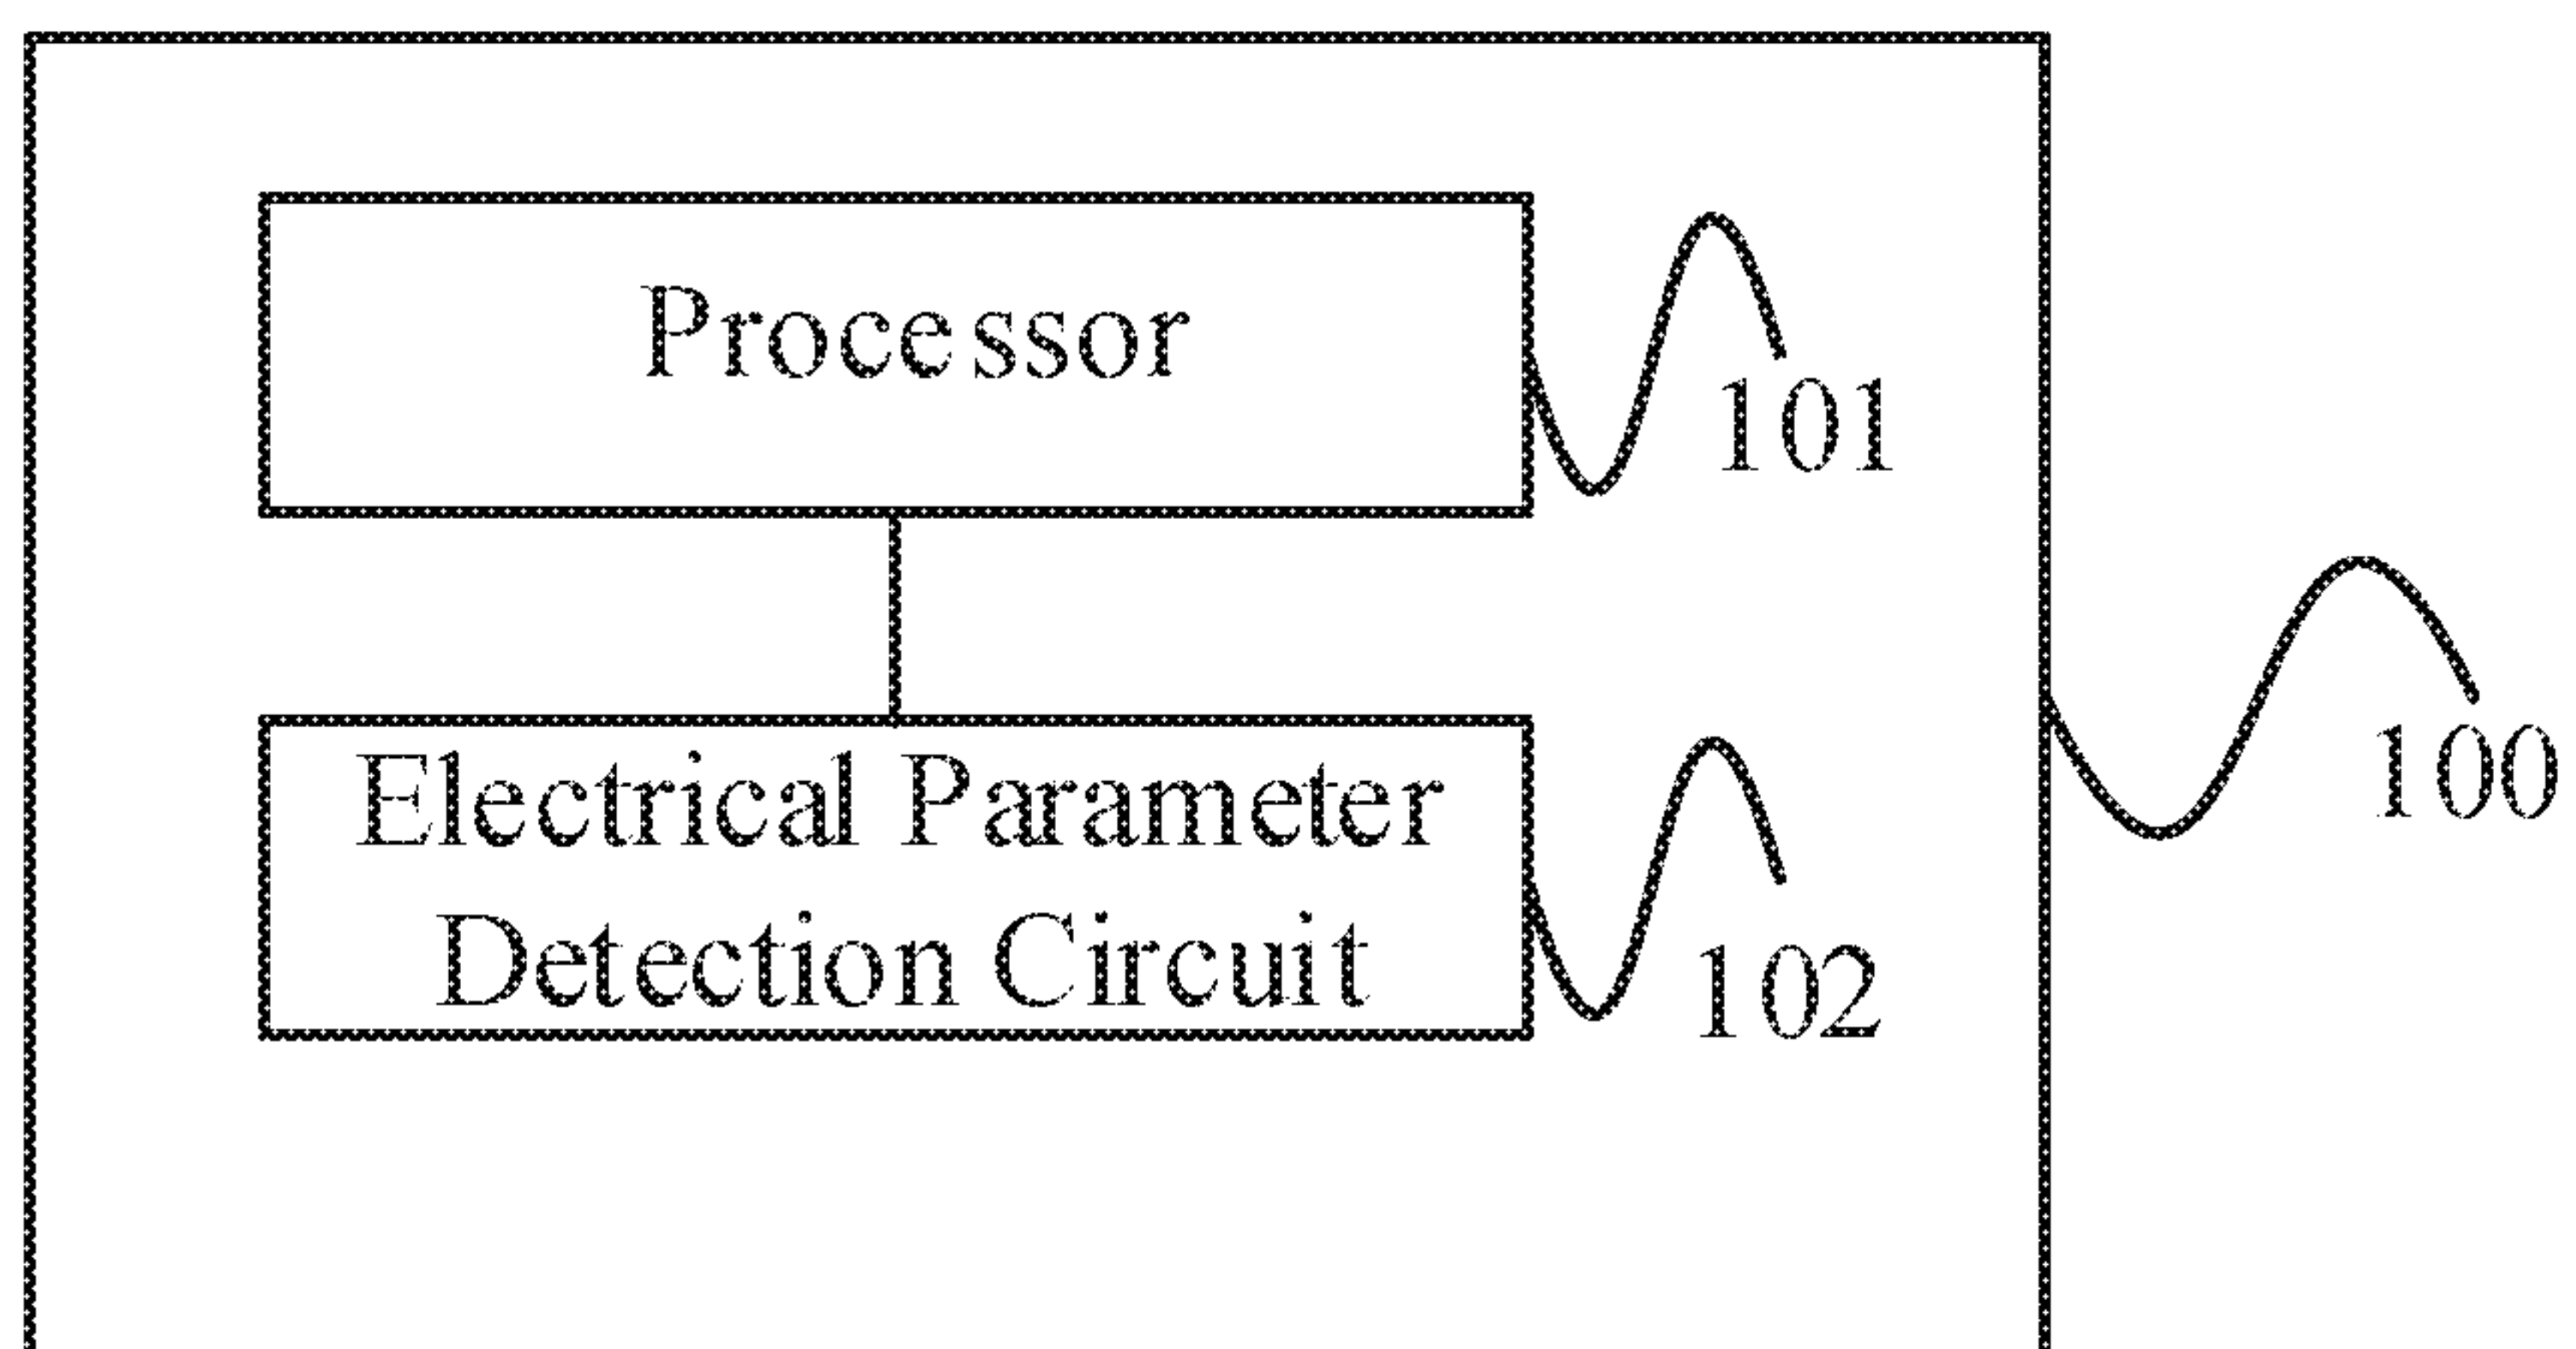 Processor
101
100
Electrical Parameter
Detection Circuit
102